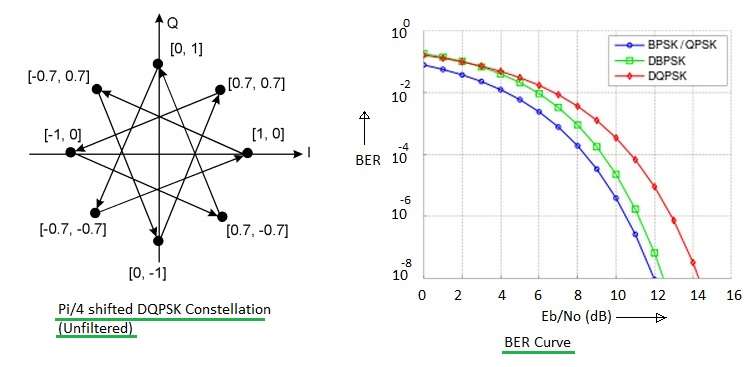 Q
[0, 1]
[-0.7, 0.7]
[0.7, 0.7]
[-1, 0]
[1, 0]
I
[-0.7, -0.7]
[0.7, -0.7]
[0, -1]
Pi/4 shifted DQPSK Constellation
(Unfiltered)
10^0
10^-2
10^-4
10^-6
10^-8
BER
BPSK / QPSK
DBPSK
DQPSK
0 2 4 6 8 10 12 14 16
Eb/No (dB)
BER Curve